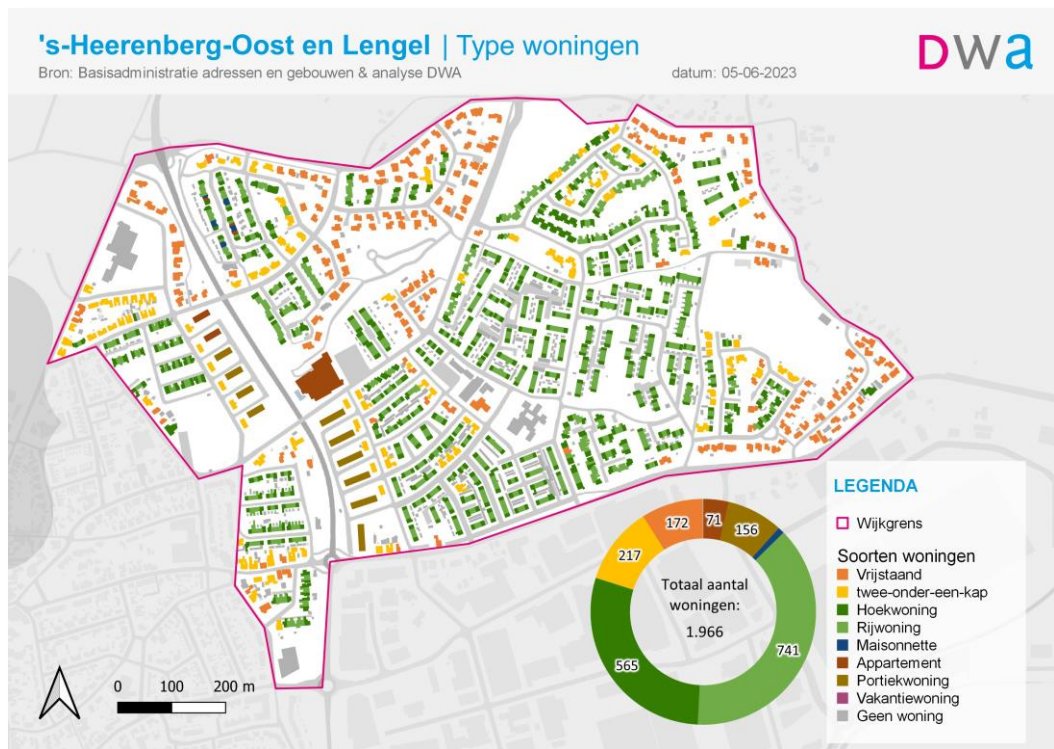 's-Heerenberg-Oost en Lengel | Type woningen
Bron: Basisadministratie adressen en gebouwen & analyse DWA
datum: 05-06-2023
DWa
172
71
156
217
Totaal aantal
woningen:
1.966
565
741
LEGENDA
Wijkgrens
Soorten woningen
Vrijstaand
twee-onder-een-kap
Hoekwoning
Rijwoning
Maisonnette
Appartement
Portiekwoning
Vakantiewoning
Geen woning
0 100 200 m